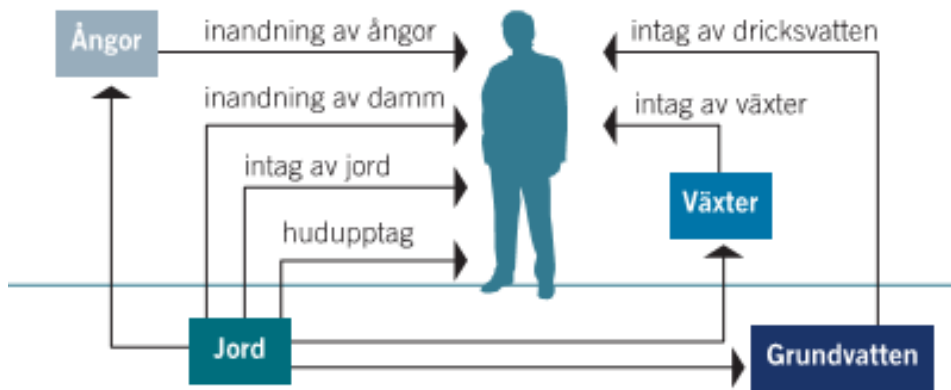 Ångor
inandning av ångor
intag av dricksvatten
inandning av damm
intag av växter
intag av jord
Växter
hudupptag
Jord
Grundvatten